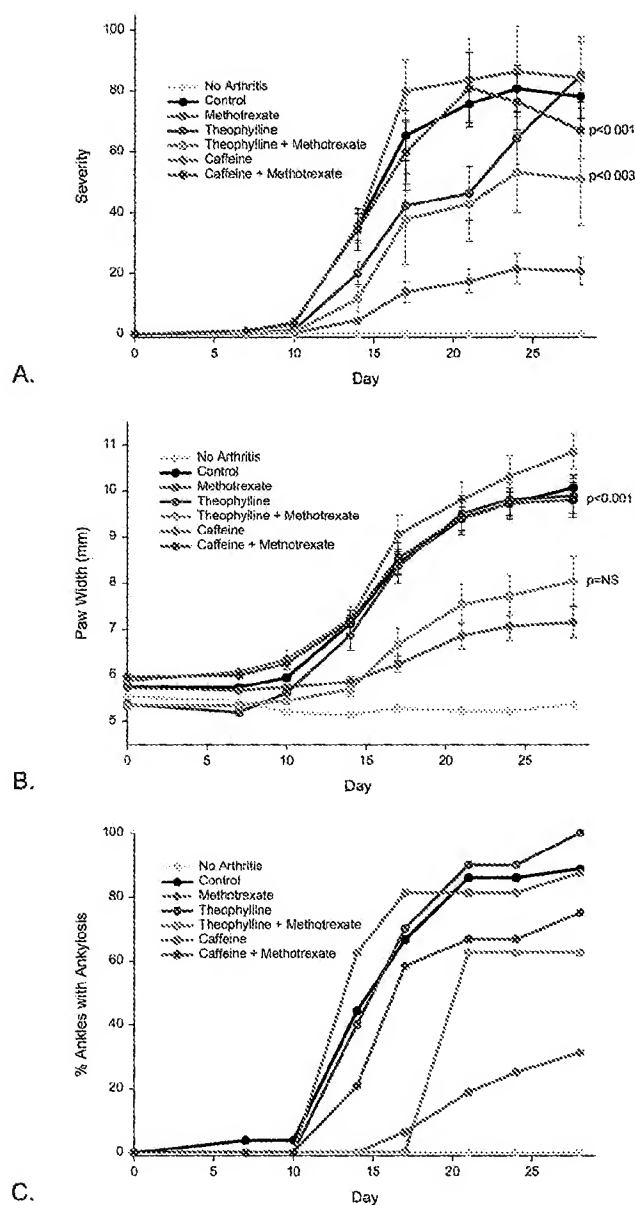 100
80
60
40
20
0
Severity
No Arthritis
Control
Methotrexate
Theophylline
Theophylline + Methotrexate
Caffeine
Caffeine + Methotrexate
p<0.001
p<0.003
0 5 10 15 20 25
Day
A.
11
10
9
8
7
6
5
Paw Width (mm)
No Arthritis
Control
Methotrexate
Theophylline
Theophylline + Methotrexate
Caffeine
Caffeine + Methotrexate
p<0.001
p=NS
0 5 10 15 20 25
Day
B.
100
80
60
40
20
0
% Ankles with Ankylosis
No Arthritis
Control
Methotrexate
Theophylline
Theophylline + Methotrexate
Caffeine
Caffeine + Methotrexate
0 5 10 15 20 25
Day
C.